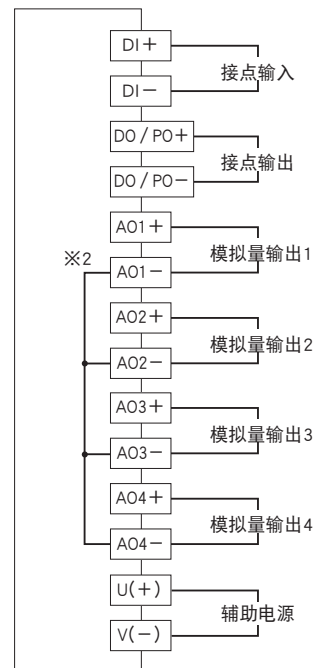 DI+
接点输入
DI−
DO / PO+
接点输出
DO / PO−
AO1+
※2
模拟量输出1
AO1−
AO2+
模拟量输出2
AO2−
AO3+
模拟量输出3
AO3−
AO4+
模拟量输出4
AO4−
U(+)
辅助电源
V(−)